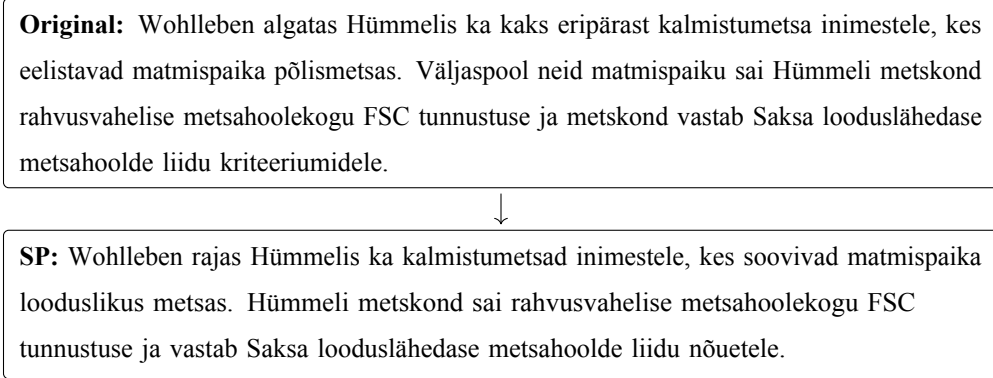 Original: Wohlleben algatas Hümmelis ka kaks eripärast kalmistumetsa inimestele, kes
eelistavad matmispaika põlismetsas. Väljaspool neid matmispaiku sai Hümmeli metskond
rahvusvahelise metsahoolekogu FSC tunnustuse ja metskond vastab Saksa looduslähedase
metsahoolde liidu kriteeriumidele.
↓
SP: Wohlleben rajas Hümmelis ka kalmistumetsad inimestele, kes soovivad matmispaika
looduslikus metsas. Hümmeli metskond sai rahvusvahelise metsahoolekogu FSC
tunnustuse ja vastab Saksa looduslähedase metsahoolde liidu nõuetele.